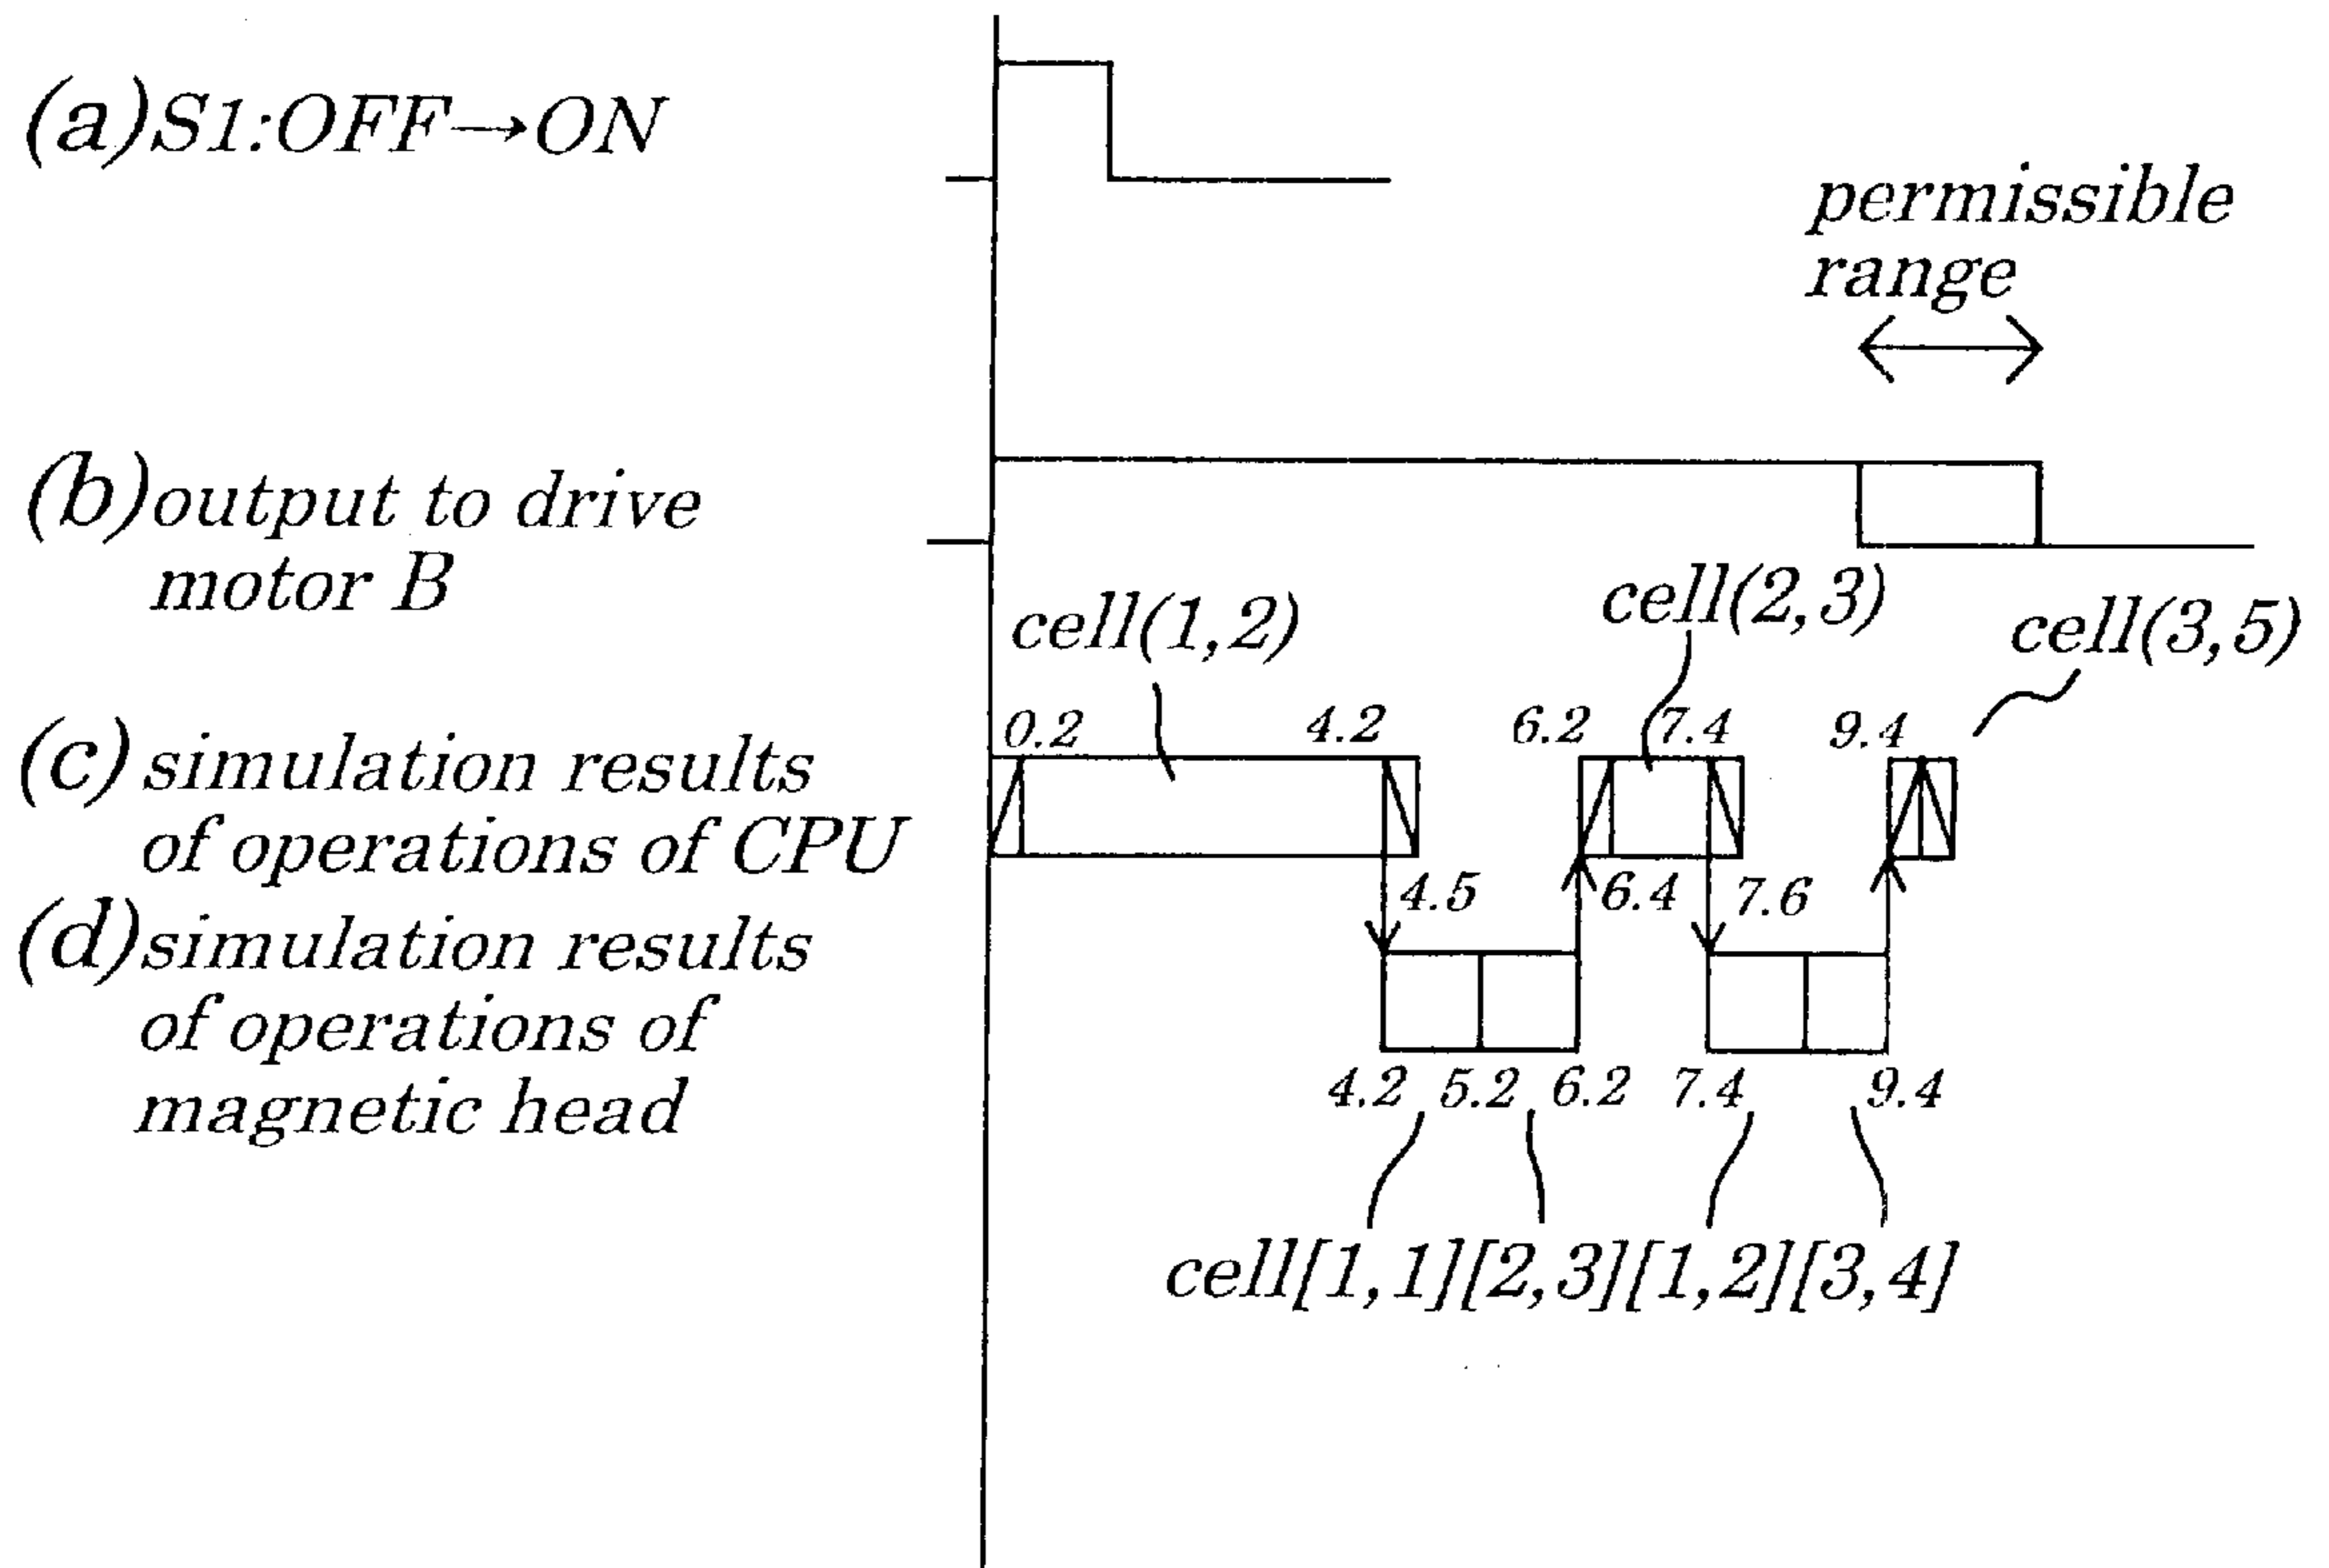 (a)S1:OFF→ON
permissible
range
(b)output to drive
motor B
cell(1,2)
cell(2,3)
cell(3,5)
0.2
4.2
6.2
7.4
9.4
(c) simulation results
of operations of CPU
4.5
6.4
7.6
(d)simulation results
of operations of
magnetic head
4.2 5.2 6.2 7.4 9.4
cell[1,1][2,3][1,2][3,4]